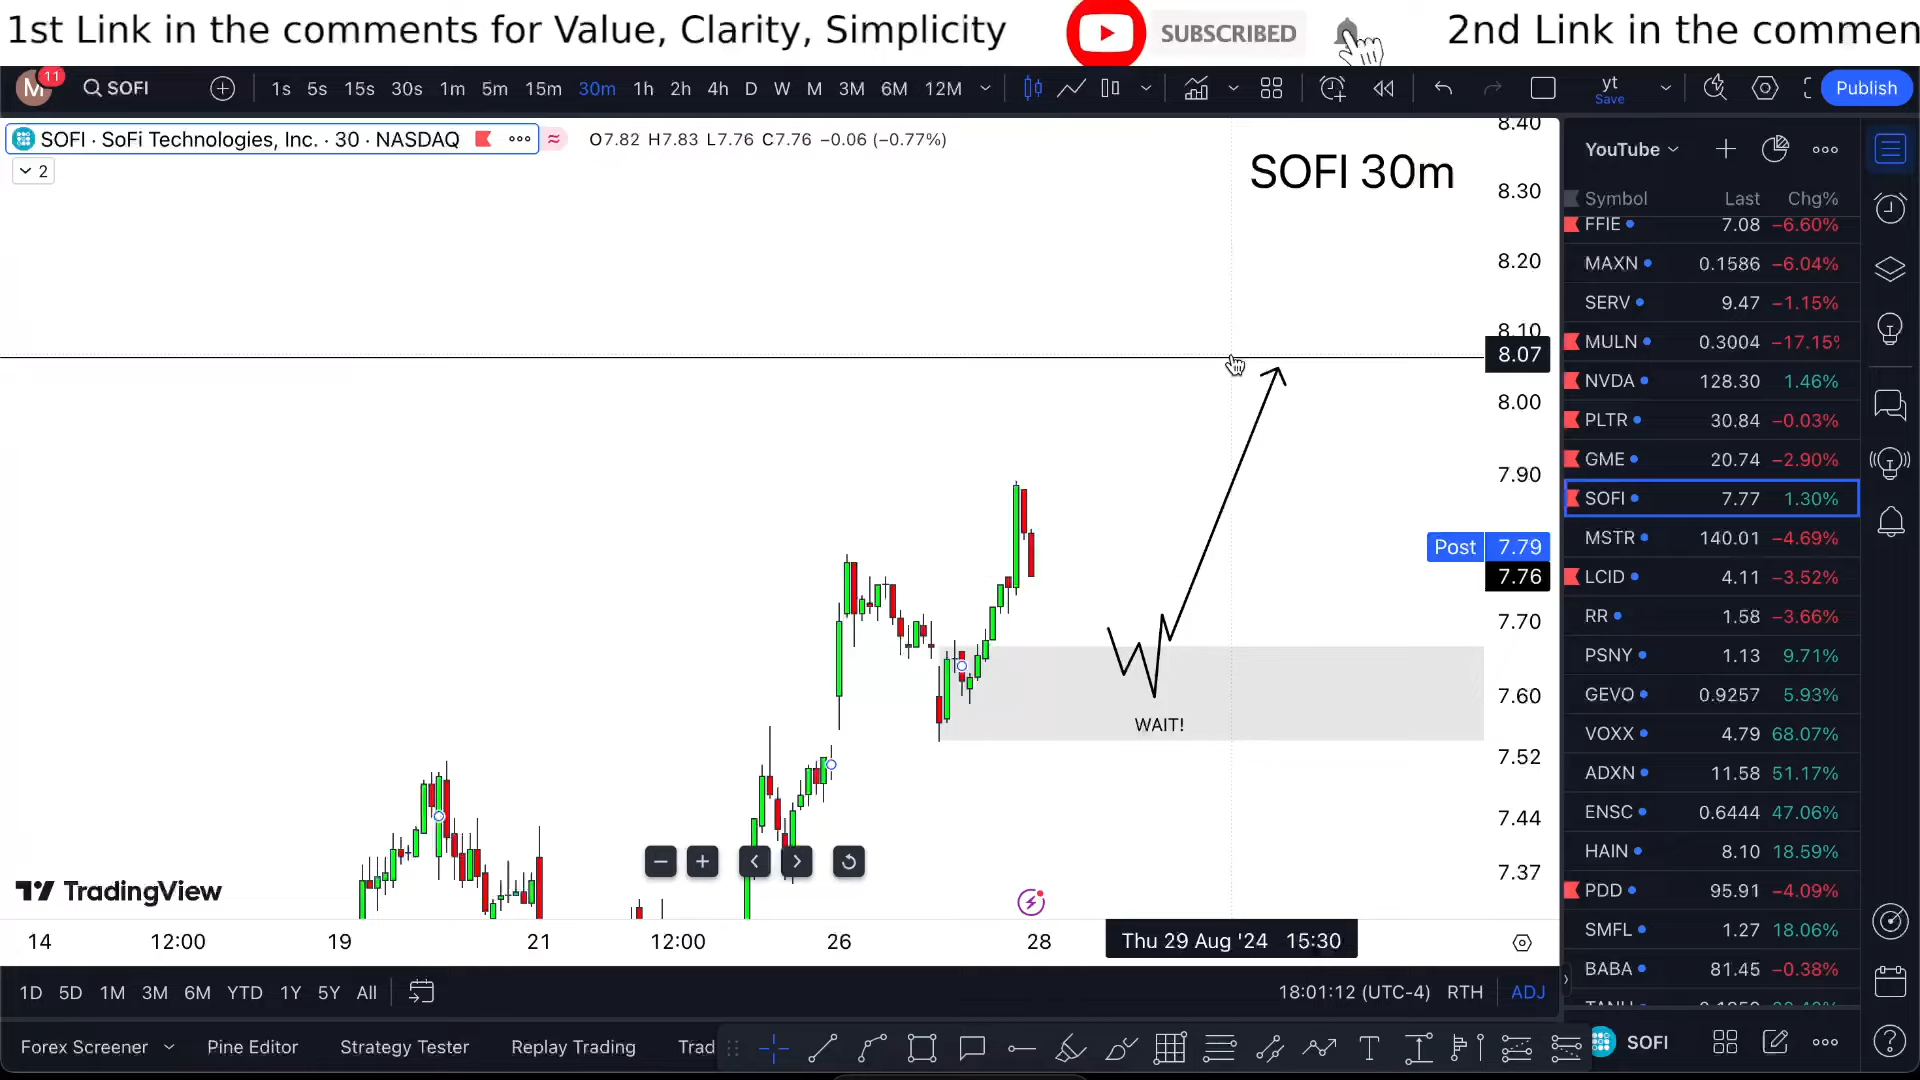 1st Link in the comments for Value, Clarity, Simplicity
SUBSCRIBED
2nd Link in the commen
M 11 SOFI 1s 5s 15s 30s 1m 5m 15m 30m 1h 2h 4h D W M 3M 6M 12M yt Save Publish
SOFI · SoFi Technologies, Inc. · 30 · NASDAQ O7.82 H7.83 L7.76 C7.76 −0.06 (−0.77%)
2
SOFI 30m
8.40
8.30
8.20
8.10
8.07
8.00
7.90
Post 7.79
7.76
7.70
7.60
7.52
7.44
7.37
WAIT!
TradingView
14 12:00 19 21 12:00 26 28 Thu 29 Aug '24 15:30
1D 5D 1M 3M 6M YTD 1Y 5Y All 18:01:12 (UTC-4) RTH ADJ
Forex Screener Pine Editor Strategy Tester Replay Trading Trad
YouTube
Symbol Last Chg%
FFIE 7.08 −6.60%
MAXN 0.1586 −6.04%
SERV 9.47 −1.15%
MULN 0.3004 −17.15%
NVDA 128.30 1.46%
PLTR 30.84 −0.03%
GME 20.74 −2.90%
SOFI 7.77 1.30%
MSTR 140.01 −4.69%
LCID 4.11 −3.52%
RR 1.58 −3.66%
PSNY 1.13 9.71%
GEVO 0.9257 5.93%
VOXX 4.79 68.07%
ADXN 11.58 51.17%
ENSC 0.6444 47.06%
HAIN 8.10 18.59%
PDD 95.91 −4.09%
SMFL 1.27 18.06%
BABA 81.45 −0.38%
SOFI